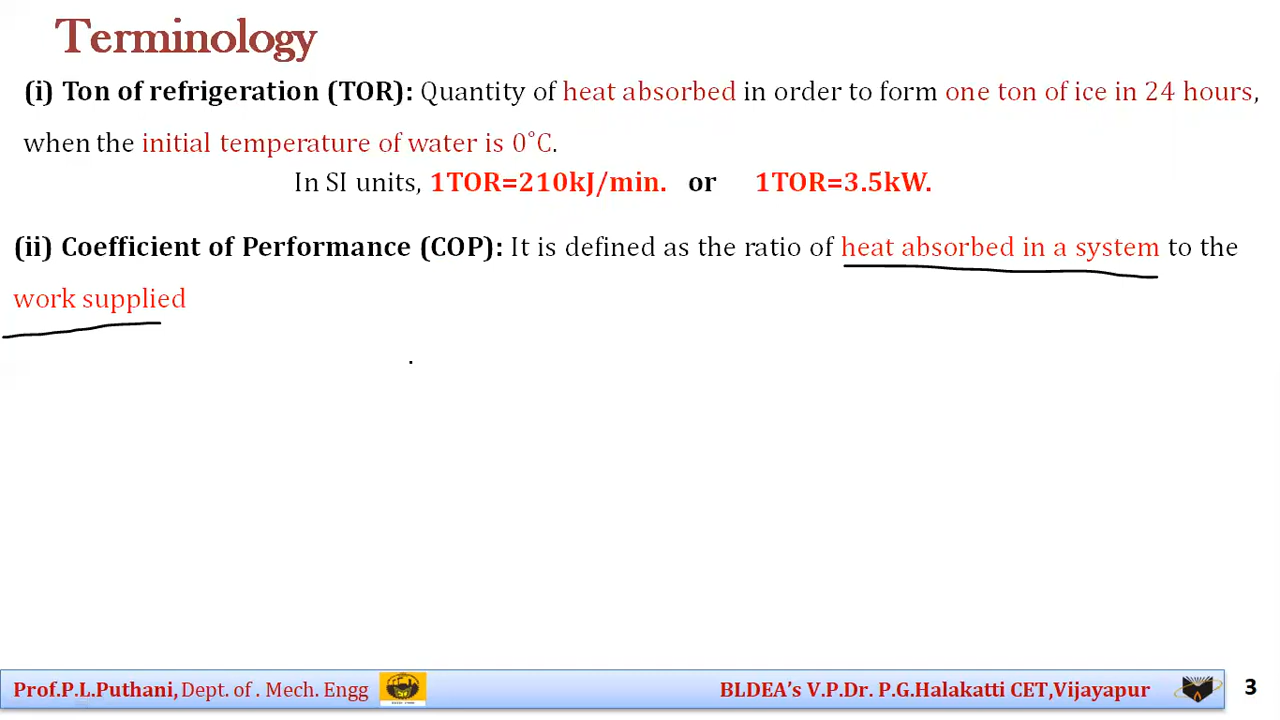 Terminology
(i) Ton of refrigeration (TOR): Quantity of heat absorbed in order to form one ton of ice in 24 hours,
when the initial temperature of water is 0˚C.
In SI units, 1TOR=210kJ/min. or 1TOR=3.5kW.
(ii) Coefficient of Performance (COP): It is defined as the ratio of heat absorbed in a system to the
work supplied
Prof.P.L.Puthani, Dept. of . Mech. Engg BLDEA’s V.P.Dr. P.G.Halakatti CET,Vijayapur 3